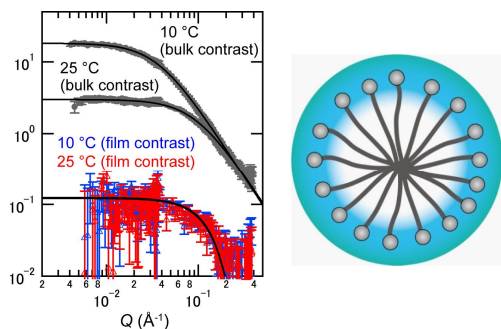 10 °C
(bulk contrast)
25 °C
(bulk contrast)
10 °C (film contrast)
25 °C (film contrast)
10¹
10⁰
10⁻¹
10⁻²
2 4 6 8 2 4 6 8 2 4
10⁻² 10⁻¹
Q (Å⁻¹)